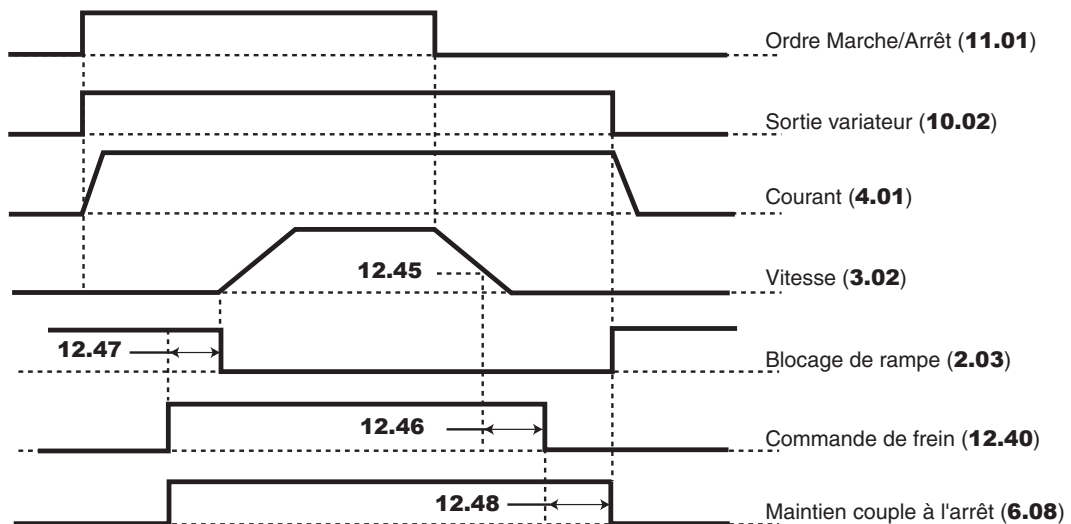 Ordre Marche/Arrêt (11.01)
Sortie variateur (10.02)
Courant (4.01)
12.45
Vitesse (3.02)
12.47
Blocage de rampe (2.03)
12.46
Commande de frein (12.40)
12.48
Maintien couple à l'arrêt (6.08)